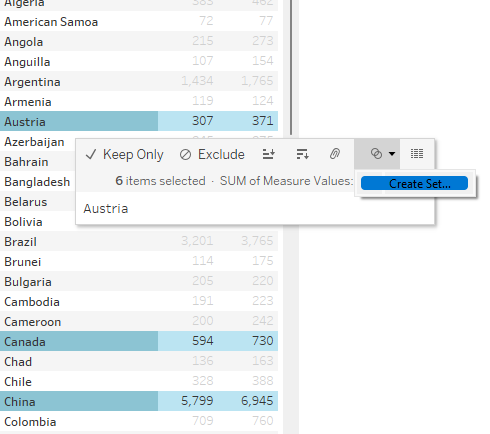 Algeria 383 462
American Samoa 72 77
Angola 215 273
Anguilla 107 154
Argentina 1,434 1,765
Armenia 119 124
Austria 307 371
Azerbaijan
Bahrain
Bangladesh
Belarus
Bolivia
Keep Only Exclude
6 items selected · SUM of Measure Values:
Create Set...
Austria
Brazil 3,201 3,765
Brunei 114 175
Bulgaria 205 220
Cambodia 191 223
Cameroon 200 242
Canada 594 730
Chad 136 163
Chile 328 388
China 5,799 6,945
Colombia 709 760